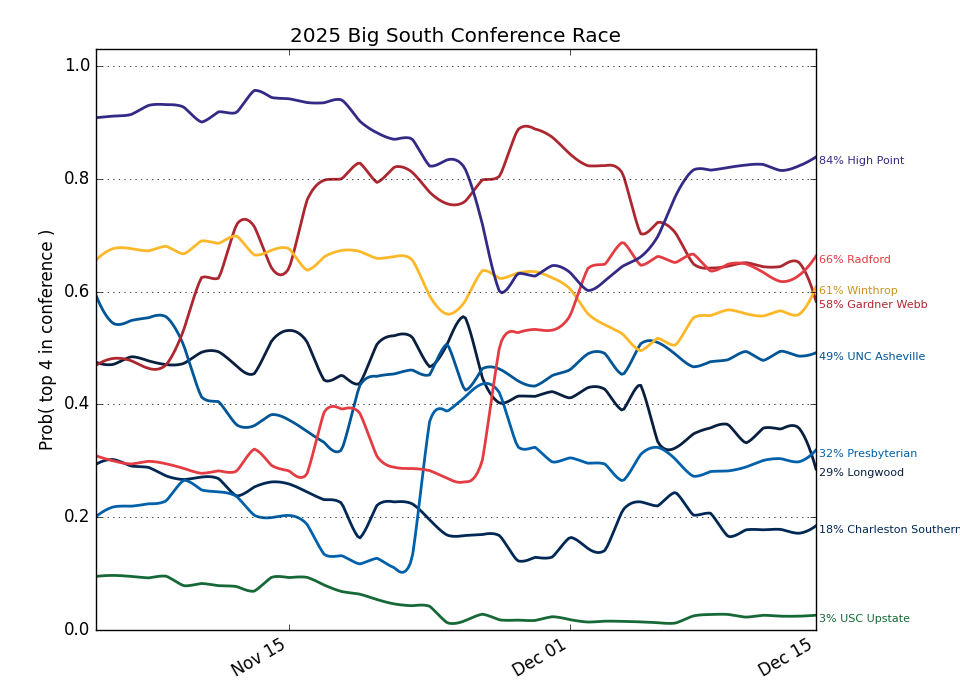 2025 Big South Conference Race
Prob( top 4 in conference )
1.0
0.8
0.6
0.4
0.2
0.0
Nov 15
Dec 01
Dec 15
84% High Point
66% Radford
61% Winthrop
58% Gardner Webb
49% UNC Asheville
32% Presbyterian
29% Longwood
18% Charleston Southern
3% USC Upstate